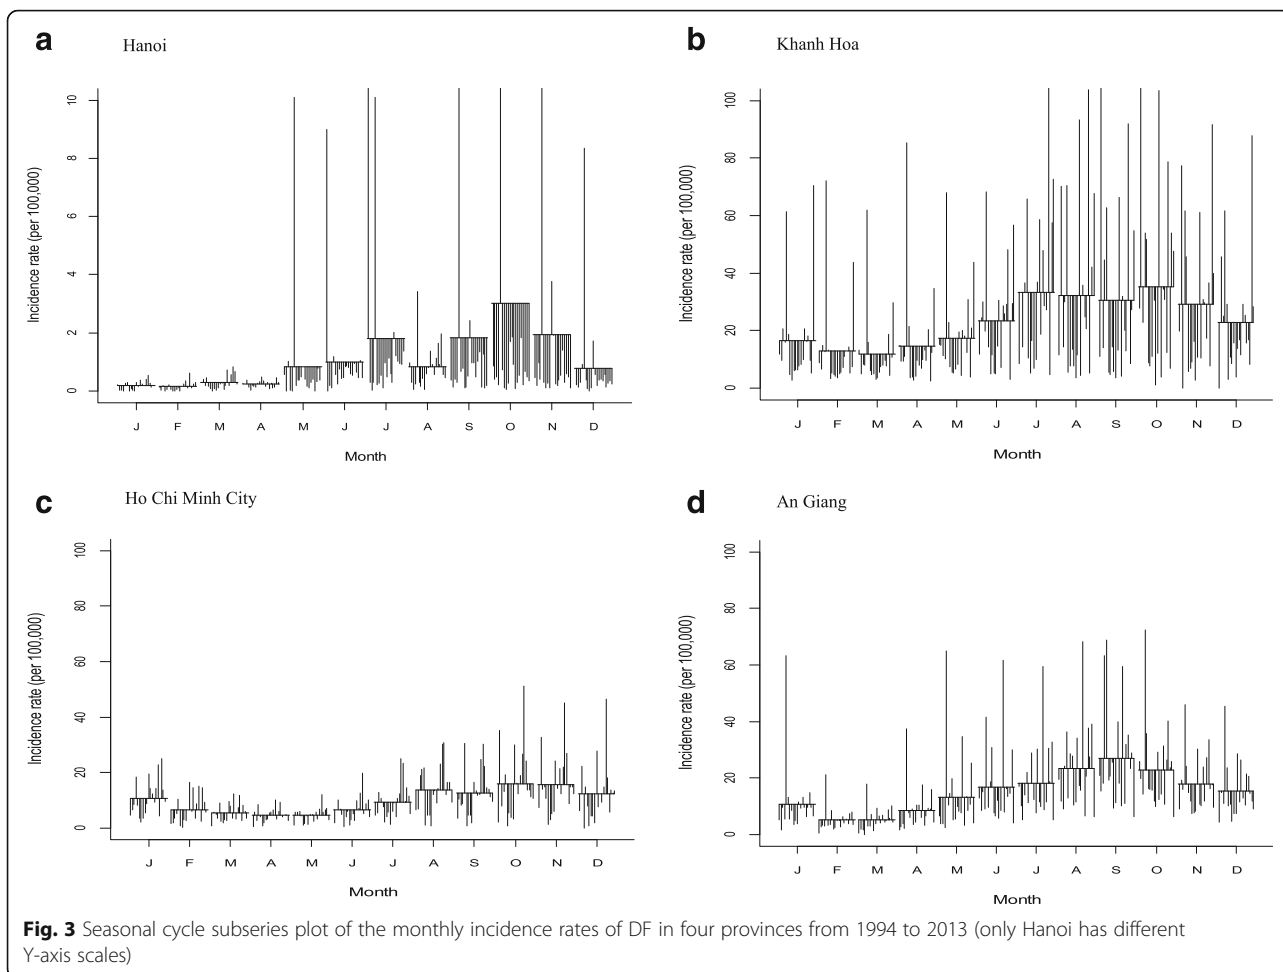 a
Hanoi
Incidence rate (per 100,000)
10
8
6
4
2
0
J F M A M J J A S O N D
Month
b
Khanh Hoa
Incidence rate (per 100,000)
100
80
60
40
20
0
J F M A M J J A S O N D
Month
c
Ho Chi Minh City
Incidence rate (per 100,000)
100
80
60
40
20
0
J F M A M J J A S O N D
Month
d
An Giang
Incidence rate (per 100,000)
100
80
60
40
20
0
J F M A M J J A S O N D
Month
Fig. 3 Seasonal cycle subseries plot of the monthly incidence rates of DF in four provinces from 1994 to 2013 (only Hanoi has different
Y-axis scales)